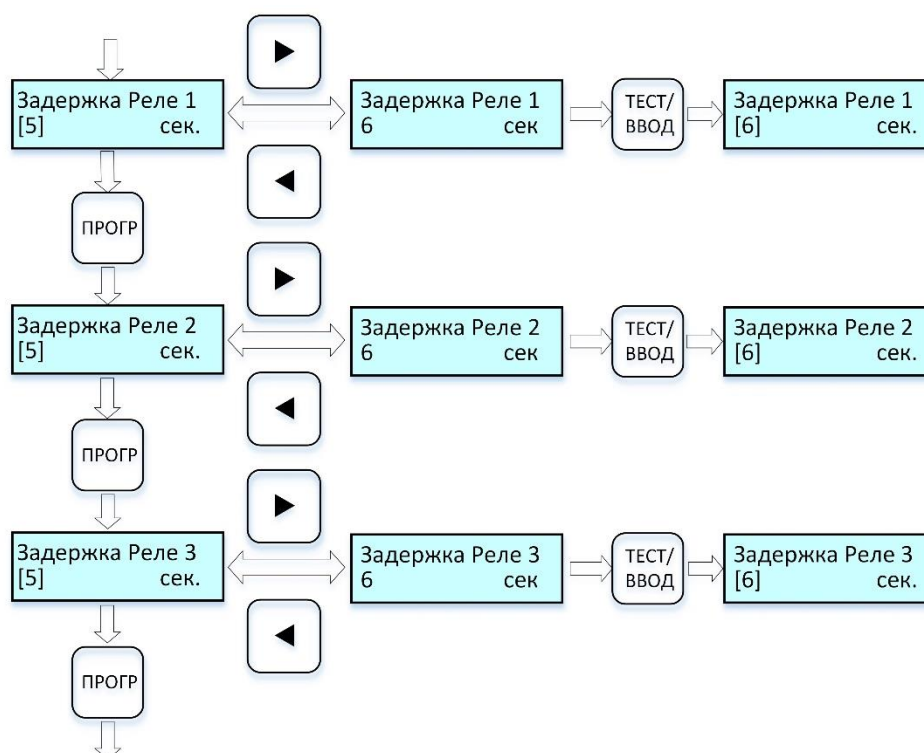 Задержка Реле 1
[5] сек.
Задержка Реле 1
6 сек
ТЕСТ/
ВВОД
Задержка Реле 1
[6] сек.
ПРОГР
Задержка Реле 2
[5] сек.
Задержка Реле 2
6 сек
ТЕСТ/
ВВОД
Задержка Реле 2
[6] сек.
ПРОГР
Задержка Реле 3
[5] сек.
Задержка Реле 3
6 сек
ТЕСТ/
ВВОД
Задержка Реле 3
[6] сек.
ПРОГР